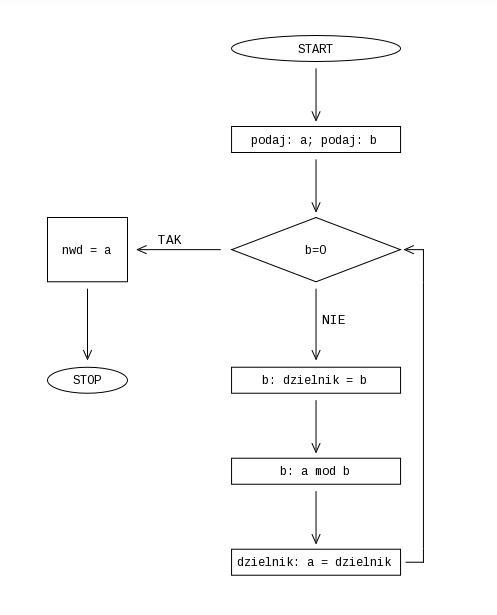 START
podaj: a; podaj: b
b=0
TAK
nwd = a
NIE
STOP
b: dzielnik = b
b: a mod b
dzielnik: a = dzielnik